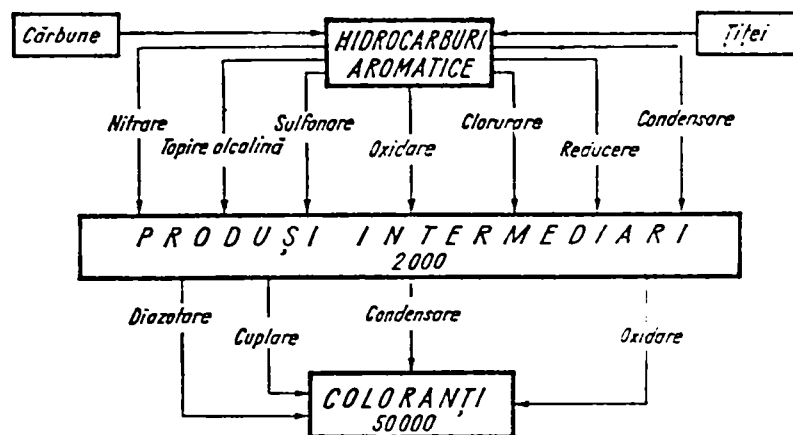 Cărbune
HIDROCARBURI
AROMATICE
Țiței
Nitrare
Topire alcalină
Sulfonare
Oxidare
Clorurare
Reducere
Condensare
PRODUȘI INTERMEDIARI
2000
Diazotare
Cuplare
Condensare
Oxidare
COLORANȚI
50000